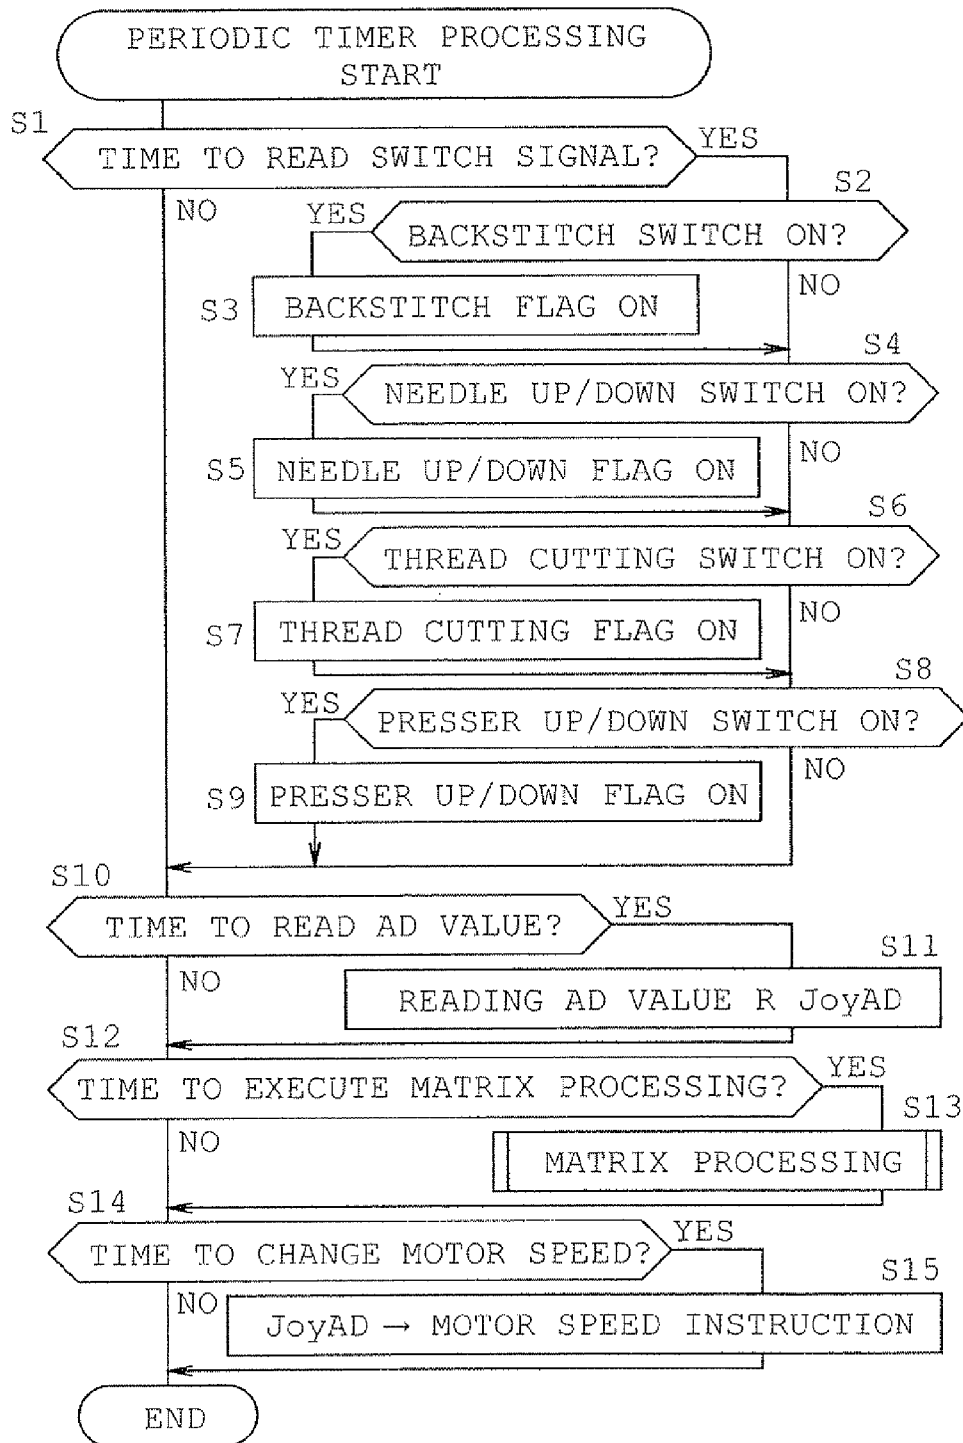 PERIODIC TIMER PROCESSING
START
S1
TIME TO READ SWITCH SIGNAL?
YES
NO
S2
YES
BACKSTITCH SWITCH ON?
NO
S3
BACKSTITCH FLAG ON
S4
YES
NEEDLE UP/DOWN SWITCH ON?
NO
S5
NEEDLE UP/DOWN FLAG ON
S6
YES
THREAD CUTTING SWITCH ON?
NO
S7
THREAD CUTTING FLAG ON
S8
YES
PRESSER UP/DOWN SWITCH ON?
NO
S9
PRESSER UP/DOWN FLAG ON
S10
TIME TO READ AD VALUE?
YES
NO
S11
READING AD VALUE R JoyAD
S12
TIME TO EXECUTE MATRIX PROCESSING?
YES
NO
S13
MATRIX PROCESSING
S14
TIME TO CHANGE MOTOR SPEED?
YES
NO
S15
JoyAD → MOTOR SPEED INSTRUCTION
END